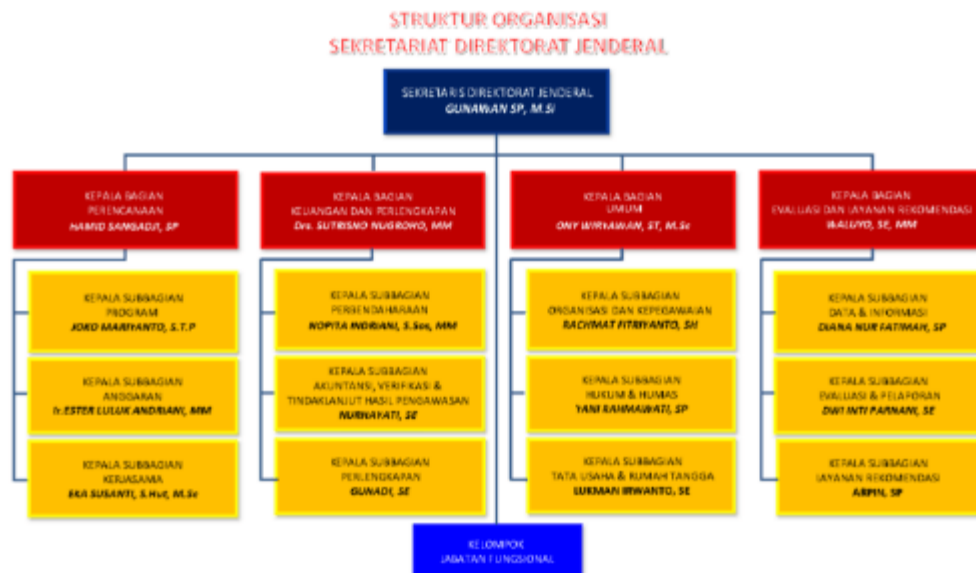 STRUKTUR ORGANISASI
SEKRETARIAT DIREKTORAT JENDERAL
SEKRETARIS DIREKTORAT JENDERAL
GUNAWAN SP, M.Si
KEPALA BAGIAN
PERENCANAAN
HAMID SANGADJI, SP
KEPALA BAGIAN
KEUANGAN DAN PERLENGKAPAN
Drs. SUTRISNO NUGROHO, MM
KEPALA BAGIAN
UMUM
ONY WIRYAWAN, ST, M.Se
KEPALA BAGIAN
EVALUASI DAN LAYANAN REKOMENDASI
WALUYO, SE, MM
KEPALA SUBBAGIAN
PROGRAM
JOKO MARIYANTO, S.T.P
KEPALA SUBBAGIAN
ANGGARAN
Ir.ESTER LULUK ANDRIANI, MM
KEPALA SUBBAGIAN
KERJASAMA
EKA SUSANTI, S.Hut, M.Se
KEPALA SUBBAGIAN
PERBENDAHARAAN
NOPITA INDRIANI, S.Sos, MM
KEPALA SUBBAGIAN
AKUNTANSI, VERIFIKASI &
TINDAKLANJUT HASIL PENGAWASAN
NURHAYATI, SE
KEPALA SUBBAGIAN
PERLENGKAPAN
GUNADI, SE
KEPALA SUBBAGIAN
ORGANISASI DAN KEPEGAWAIAN
RACHMAT FITRIYANTO, SH
KEPALA SUBBAGIAN
HUKUM & HUMAS
YANI RAHMAWATI, SP
KEPALA SUBBAGIAN
TATA USAHA & RUMAH TANGGA
LUKMAN IRWANTO, SE
KEPALA SUBBAGIAN
DATA & INFORMASI
DIANA NUR FATIMAH, SP
KEPALA SUBBAGIAN
EVALUASI & PELAPORAN
DWI INTI PARNANI, SE
KEPALA SUBBAGIAN
LAYANAN REKOMENDASI
ARPIN, SP
KELOMPOK
JABATAN FUNGSIONAL